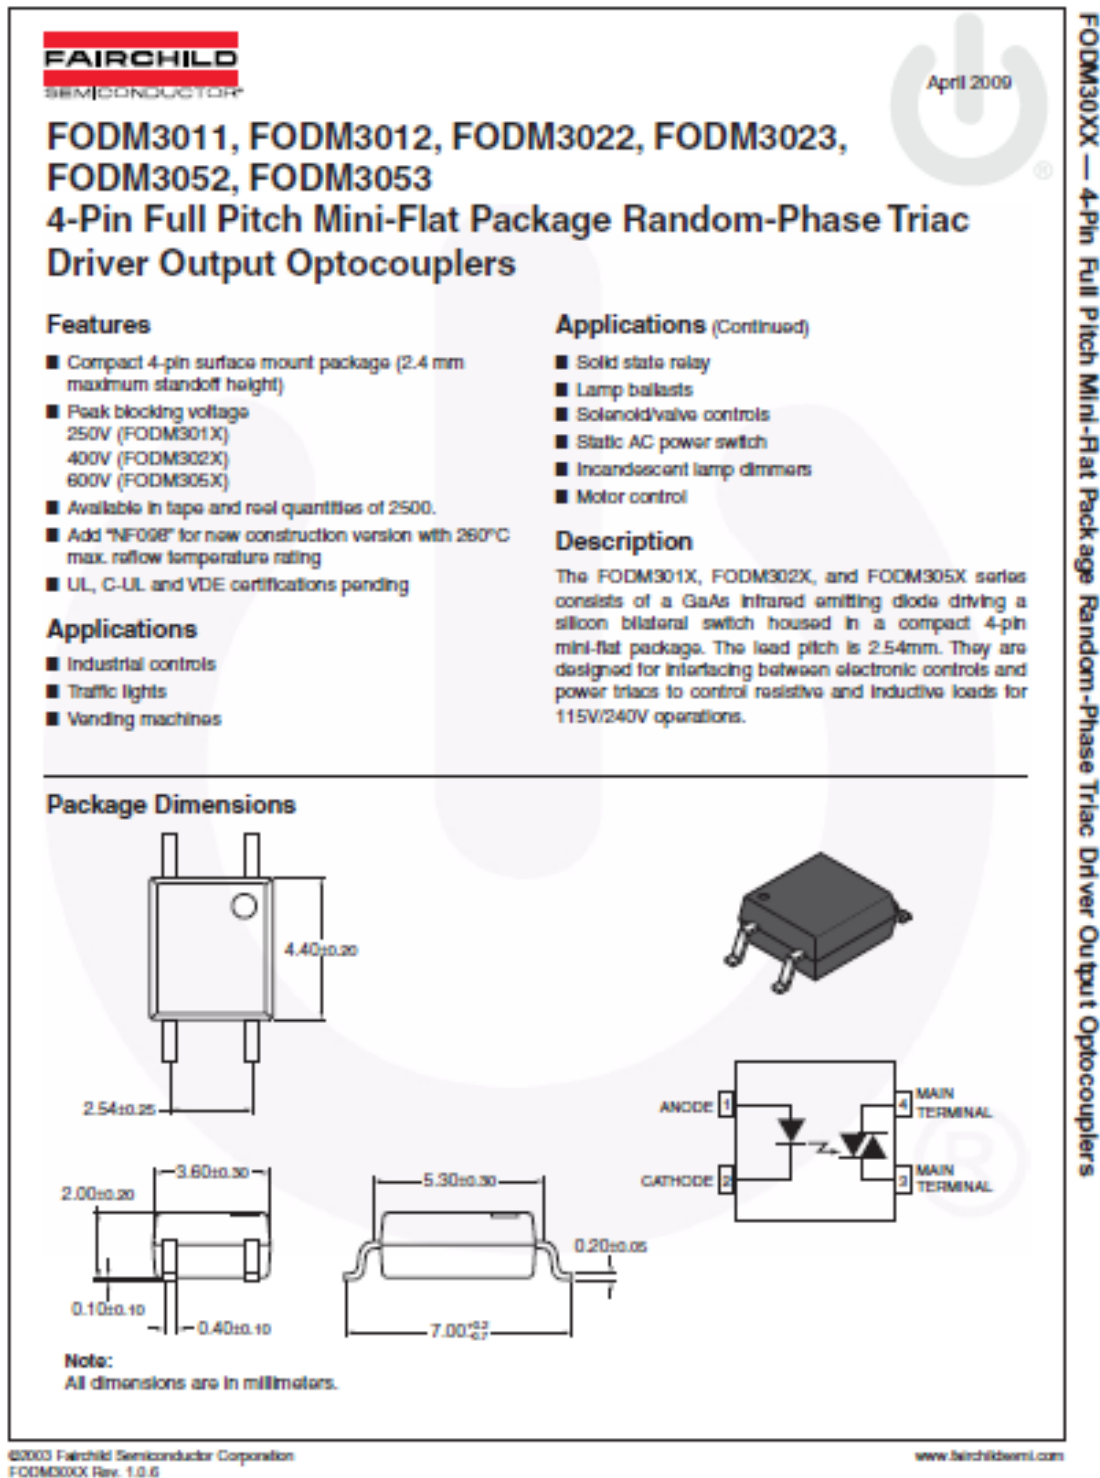 FAIRCHILD
SEMICONDUCTOR®
April 2009
®
FODM3011, FODM3012, FODM3022, FODM3023,
FODM3052, FODM3053
4-Pin Full Pitch Mini-Flat Package Random-Phase Triac
Driver Output Optocouplers
Features
■ Compact 4-pin surface mount package (2.4 mm
maximum standoff height)
■ Peak blocking voltage
250V (FODM301X)
400V (FODM302X)
600V (FODM305X)
■ Available in tape and reel quantities of 2500.
■ Add "NF098" for new construction version with 260°C
max. reflow temperature rating
■ UL, C-UL and VDE certifications pending
Applications
■ Industrial controls
■ Traffic lights
■ Vending machines
Applications (Continued)
■ Solid state relay
■ Lamp ballasts
■ Solenoid/valve controls
■ Static AC power switch
■ Incandescent lamp dimmers
■ Motor control
Description
The FODM301X, FODM302X, and FODM305X series
consists of a GaAs infrared emitting diode driving a
silicon bilateral switch housed in a compact 4-pin
mini-flat package. The lead pitch is 2.54mm. They are
designed for interfacing between electronic controls and
power triacs to control resistive and inductive loads for
115V/240V operations.
Package Dimensions
4.40±0.20
2.54±0.25
3.60±0.30
2.00±0.20
0.10±0.10
0.40±0.10
5.30±0.30
0.20±0.05
7.00+0.2-0.7
ANODE 1
CATHODE 2
4 MAIN
TERMINAL
3 MAIN
TERMINAL
®
Note:
All dimensions are in millimeters.
©2003 Fairchild Semiconductor Corporation
FODM30XX Rev. 1.0.6
www.fairchildsemi.com
FODM30XX — 4-Pin Full Pitch Mini-Flat Package Random-Phase Triac Driver Output Optocouplers